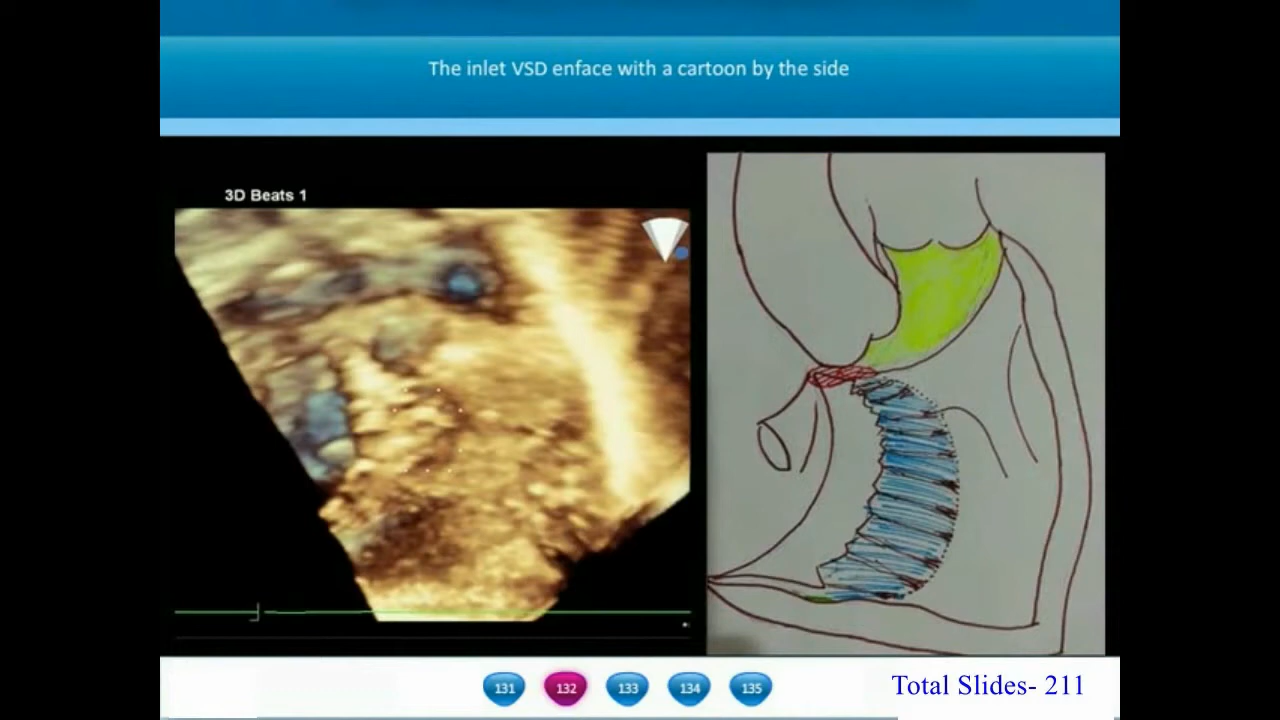 The inlet VSD enface with a cartoon by the side
3D Beats 1
131
132
133
134
135
Total Slides- 211